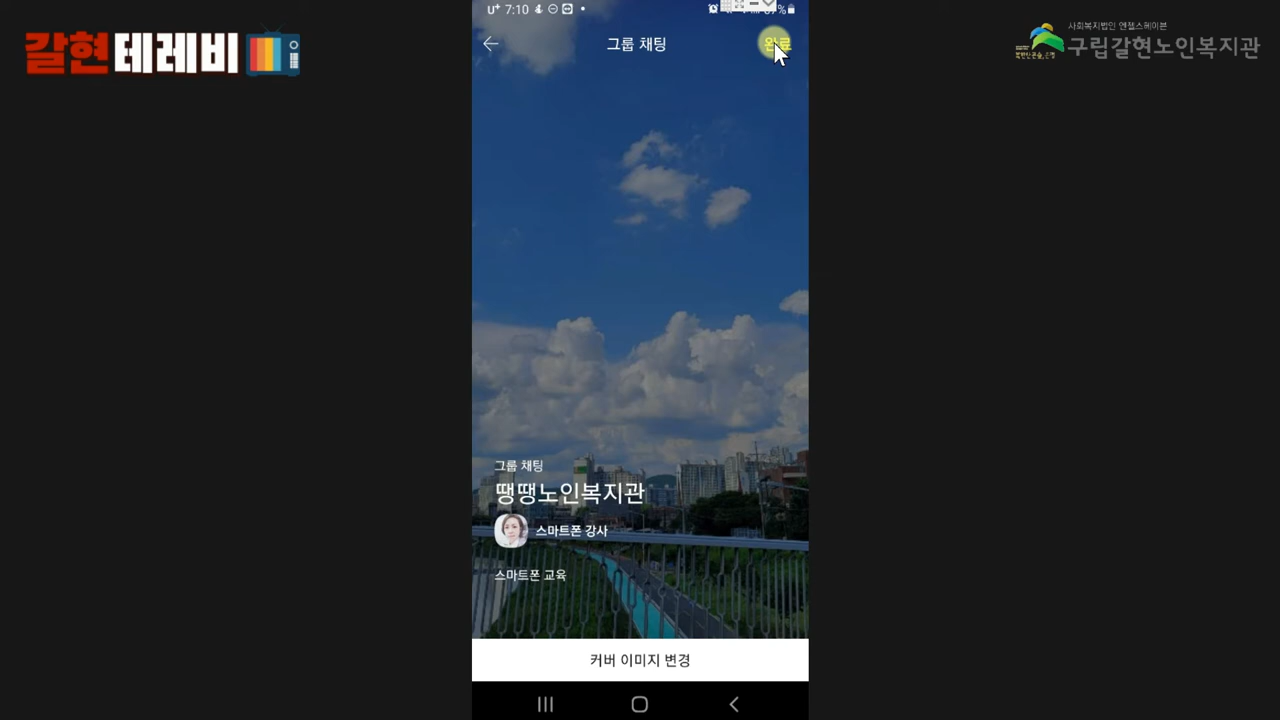 갈현테레비
사회복지법인 엔젤스헤이븐
구립갈현노인복지관
U+ 7:10
그룹 채팅
완료
그룹 채팅
땡땡노인복지관
스마트폰 강사
스마트폰 교육
커버 이미지 변경